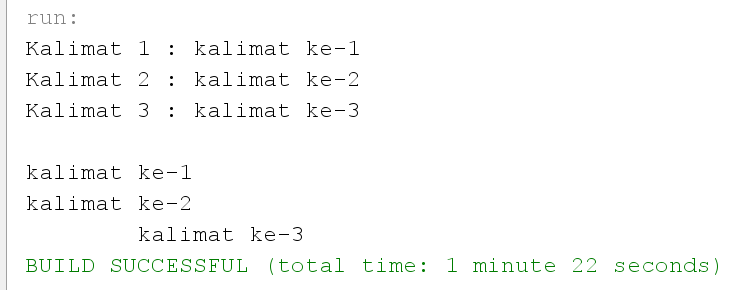 run:
Kalimat 1 : kalimat ke-1
Kalimat 2 : kalimat ke-2
Kalimat 3 : kalimat ke-3

kalimat ke-1
kalimat ke-2
        kalimat ke-3
BUILD SUCCESSFUL (total time: 1 minute 22 seconds)